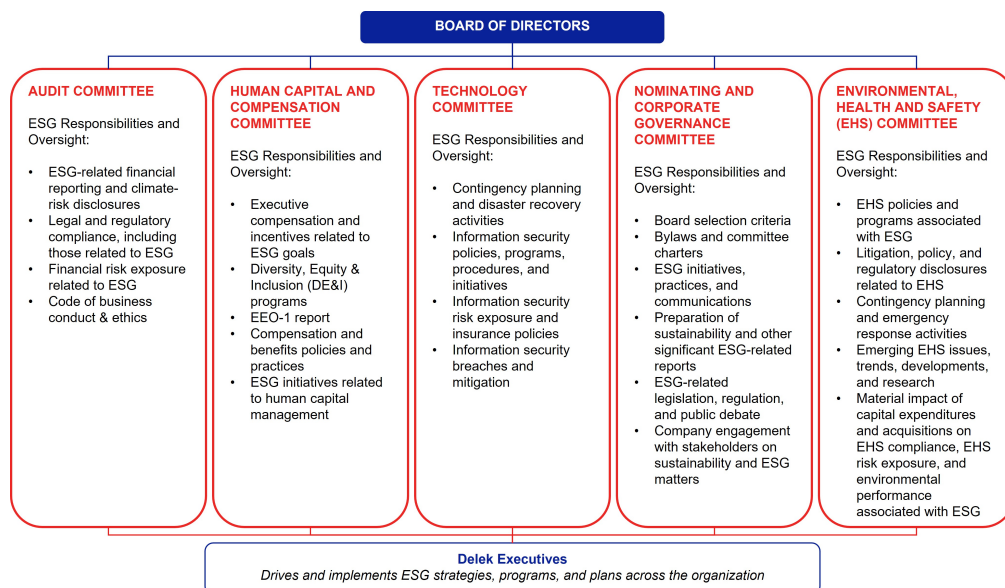 BOARD OF DIRECTORS
AUDIT COMMITTEE
ESG Responsibilities and
Oversight:
• ESG-related financial
reporting and climate-
risk disclosures
• Legal and regulatory
compliance, including
those related to ESG
• Financial risk exposure
related to ESG
• Code of business
conduct & ethics
HUMAN CAPITAL AND
COMPENSATION
COMMITTEE
ESG Responsibilities and
Oversight:
• Executive
compensation and
incentives related to
ESG goals
• Diversity, Equity &
Inclusion (DE&I)
programs
• EEO-1 report
• Compensation and
benefits policies and
practices
• ESG initiatives related
to human capital
management
TECHNOLOGY
COMMITTEE
ESG Responsibilities and
Oversight:
• Contingency planning
and disaster recovery
activities
• Information security
policies, programs,
procedures, and
initiatives
• Information security
risk exposure and
insurance policies
• Information security
breaches and
mitigation
NOMINATING AND
CORPORATE
GOVERNANCE
COMMITTEE
ESG Responsibilities and
Oversight:
• Board selection criteria
• Bylaws and committee
charters
• ESG initiatives,
practices, and
communications
• Preparation of
sustainability and other
significant ESG-related
reports
• ESG-related
legislation, regulation,
and public debate
• Company engagement
with stakeholders on
sustainability and ESG
matters
ENVIRONMENTAL,
HEALTH AND SAFETY
(EHS) COMMITTEE
ESG Responsibilities and
Oversight:
• EHS policies and
programs associated
with ESG
• Litigation, policy, and
regulatory disclosures
related to EHS
• Contingency planning
and emergency
response activities
• Emerging EHS issues,
trends, developments,
and research
• Material impact of
capital expenditures
and acquisitions on
EHS compliance, EHS
risk exposure, and
environmental
performance
associated with ESG
Delek Executives
Drives and implements ESG strategies, programs, and plans across the organization